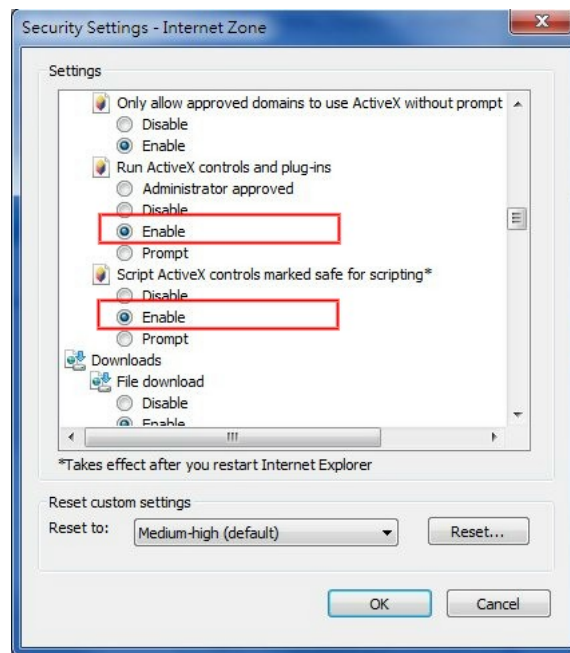 Security Settings - Internet Zone
Settings
Only allow approved domains to use ActiveX without prompt
Disable
Enable
Run ActiveX controls and plug-ins
Administrator approved
Disable
Enable
Prompt
Script ActiveX controls marked safe for scripting*
Disable
Enable
Prompt
Downloads
File download
Disable
Enable
*Takes effect after you restart Internet Explorer
Reset custom settings
Reset to: Medium-high (default) Reset...
OK Cancel